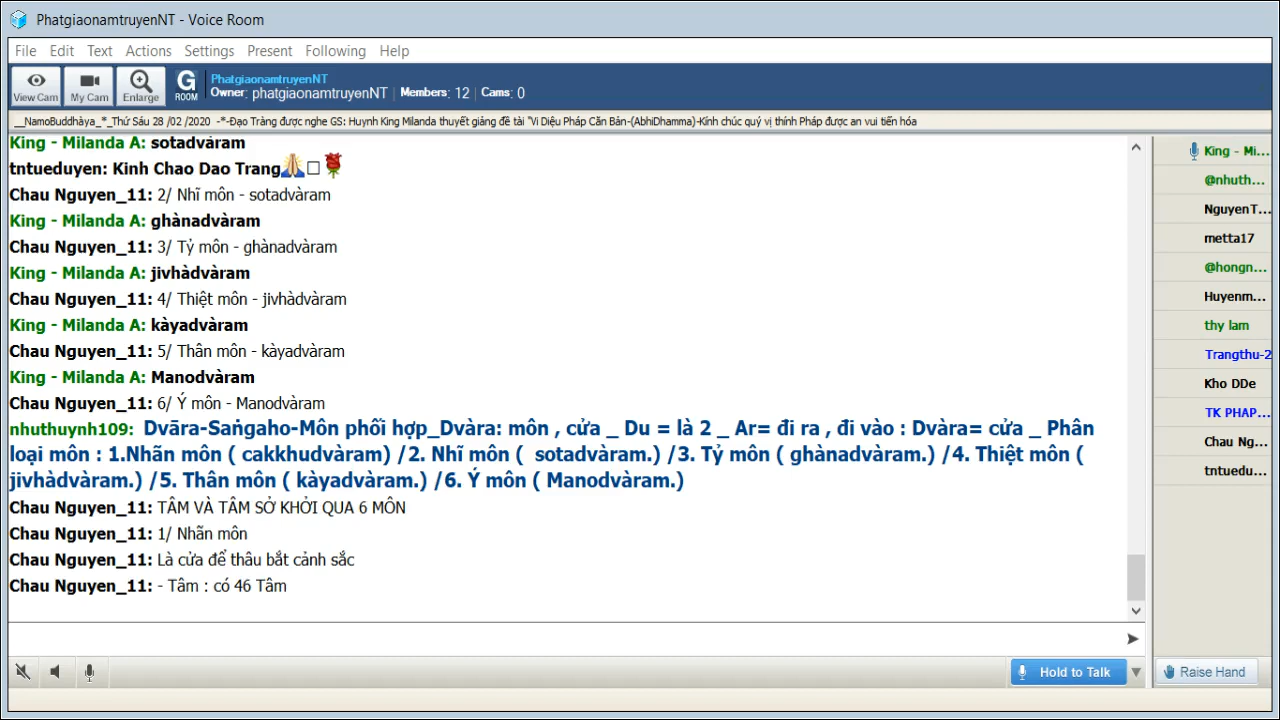 PhatgiaonamtruyenNT - Voice Room
File Edit Text Actions Settings Present Following Help
View Cam My Cam Enlarge G ROOM
PhatgiaonamtruyenNT
Owner: phatgiaonamtruyenNT Members: 12 Cams: 0
__NamoBuddhàya_*_Thứ Sáu 28 /02 /2020 -*-Đạo Tràng được nghe GS: Huynh King Milanda thuyết giảng đề tài "Vi Diệu Pháp Căn Bản-(AbhiDhamma)-Kính chúc quý vị thính Pháp được an vui tiến hóa
King - Milanda A: sotadvàram
tntueduyen: Kinh Chao Dao Trang🙏□🌹
Chau Nguyen_11: 2/ Nhĩ môn - sotadvàram
King - Milanda A: ghànadvàram
Chau Nguyen_11: 3/ Tỷ môn - ghànadvàram
King - Milanda A: jivhàdvàram
Chau Nguyen_11: 4/ Thiệt môn - jivhàdvàram
King - Milanda A: kàyadvàram
Chau Nguyen_11: 5/ Thân môn - kàyadvàram
King - Milanda A: Manodvàram
Chau Nguyen_11: 6/ Ý môn - Manodvàram
nhuthuynh109: Dvāra-Saṅgaho-Môn phối hợp_Dvàra: môn , cửa _ Du = là 2 _ Ar= đi ra , đi vào : Dvàra= cửa _ Phân
loại môn : 1.Nhãn môn ( cakkhudvàram) /2. Nhĩ môn ( sotadvàram.) /3. Tỷ môn ( ghànadvàram.) /4. Thiệt môn (
jivhàdvàram.) /5. Thân môn ( kàyadvàram.) /6. Ý môn ( Manodvàram.)
Chau Nguyen_11: TÂM VÀ TÂM SỞ KHỞI QUA 6 MÔN
Chau Nguyen_11: 1/ Nhãn môn
Chau Nguyen_11: Là cửa để thâu bắt cảnh sắc
Chau Nguyen_11: - Tâm : có 46 Tâm
King - Mi...
@nhuth...
NguyenT...
metta17
@hongn...
Huyenm...
thy lam
Trangthu-2
Kho DDe
TK PHAP...
Chau Ng...
tntuedu...
Hold to Talk
Raise Hand